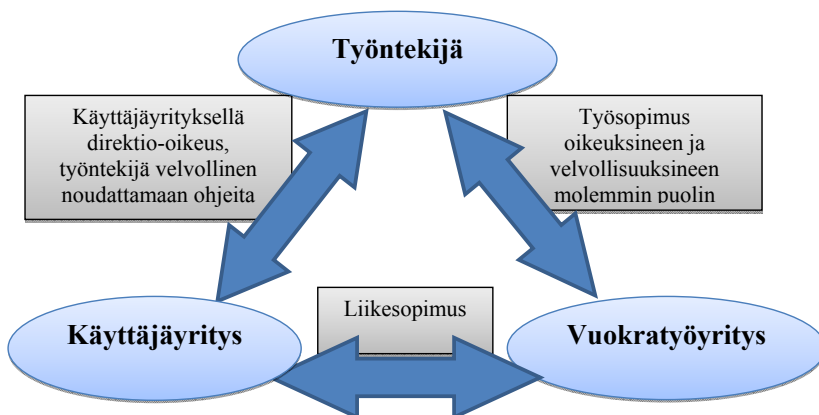 Työntekijä
Käyttäjäyrityksellä
direktio-oikeus,
työntekijä velvollinen
noudattamaan ohjeita
Työsopimus
oikeuksineen ja
velvollisuuksineen
molemmin puolin
Liikesopimus
Käyttäjäyritys
Vuokratyöyritys